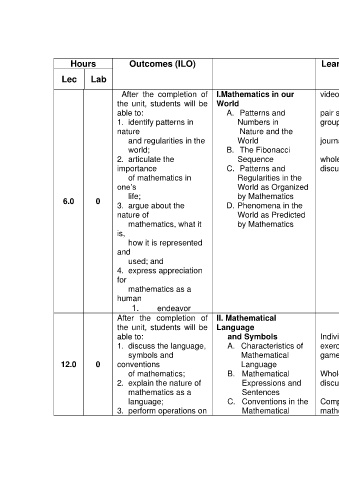 Hours
Outcomes (ILO)
Lec
Lab
6.0
0
After the completion of
the unit, students will be
able to:
1. identify patterns in
nature
and regularities in the
world;
2. articulate the
importance
of mathematics in
one's
life;
3. argue about the
nature of
mathematics, what it
is,
how it is represented
and
used; and
4. express appreciation
for
mathematics as a
human
1. endeavor
I.Mathematics in our
World
A. Patterns and
Numbers in
Nature and the
World
B. The Fibonacci
Sequence
C. Patterns and
Regularities in the
World as Organized
by Mathematics
D. Phenomena in the
World as Predicted
by Mathematics
video
pair s
group
journa
whole
discu
12.0
0
After the completion of
the unit, students will be
able to:
1. discuss the language,
symbols and
conventions
of mathematics;
2. explain the nature of
mathematics as a
language;
3. perform operations on
II. Mathematical
Language
and Symbols
A. Characteristics of
Mathematical
Language
B. Mathematical
Expressions and
Sentences
C. Conventions in the
Mathematical
Indivi
exerc
game
Whol
discu
Comp
mathe